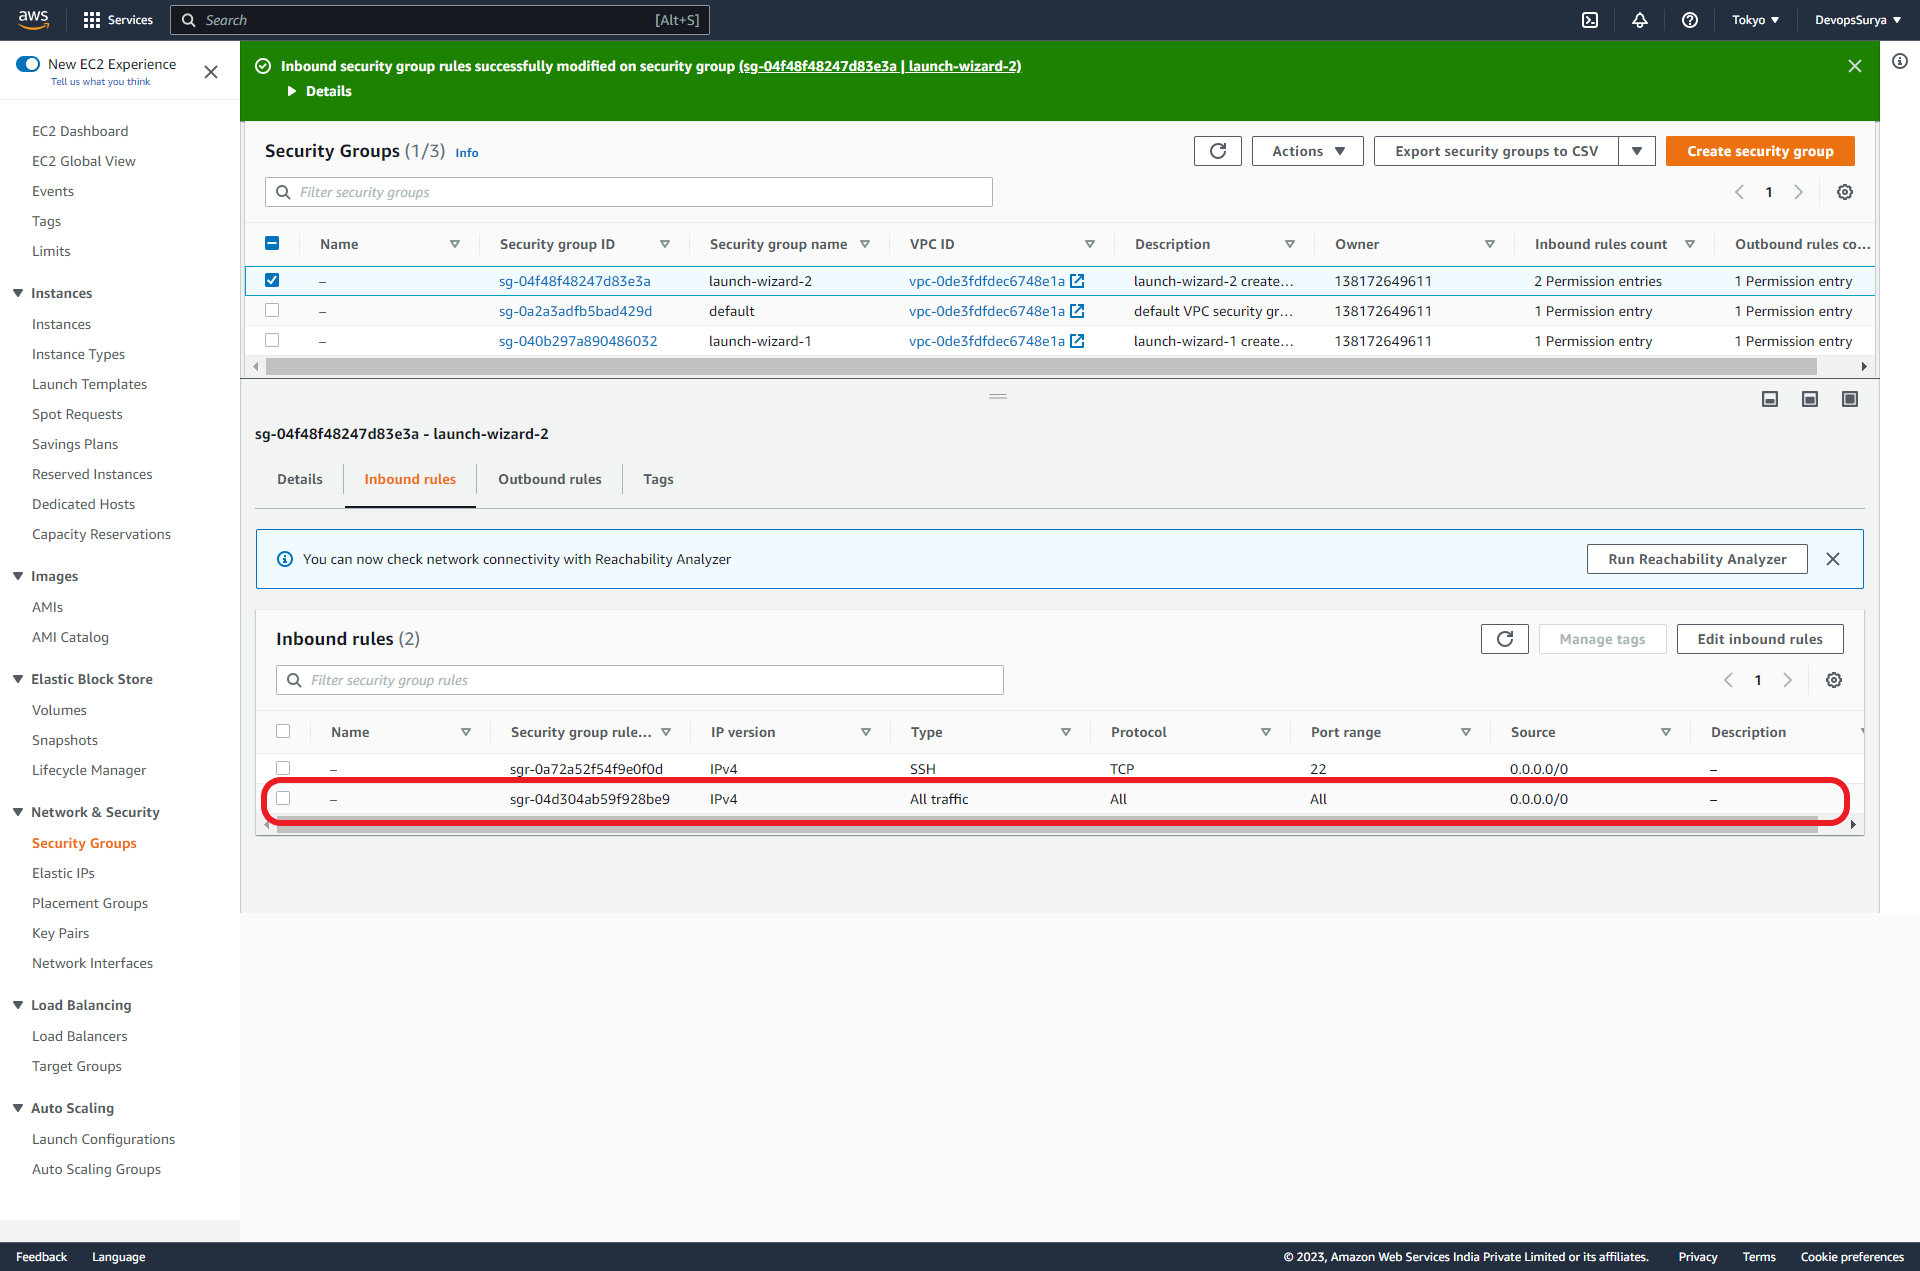 aws Services Search [Alt+S] Tokyo ▼ DevopsSurya ▼
New EC2 Experience
Tell us what you think
EC2 Dashboard
EC2 Global View
Events
Tags
Limits
Instances
Instances
Instance Types
Launch Templates
Spot Requests
Savings Plans
Reserved Instances
Dedicated Hosts
Capacity Reservations
Images
AMIs
AMI Catalog
Elastic Block Store
Volumes
Snapshots
Lifecycle Manager
Network & Security
Security Groups
Elastic IPs
Placement Groups
Key Pairs
Network Interfaces
Load Balancing
Load Balancers
Target Groups
Auto Scaling
Launch Configurations
Auto Scaling Groups
Inbound security group rules successfully modified on security group (sg-04f48f48247d83e3a | launch-wizard-2)
Details
Security Groups (1/3) Info Actions Export security groups to CSV Create security group
Filter security groups 1
Name Security group ID Security group name VPC ID Description Owner Inbound rules count Outbound rules co...
– sg-04f48f48247d83e3a launch-wizard-2 vpc-0de3fdfdec6748e1a launch-wizard-2 create... 138172649611 2 Permission entries 1 Permission entry
– sg-0a2a3adfb5bad429d default vpc-0de3fdfdec6748e1a default VPC security gr... 138172649611 1 Permission entry 1 Permission entry
– sg-040b297a890486032 launch-wizard-1 vpc-0de3fdfdec6748e1a launch-wizard-1 create... 138172649611 1 Permission entry 1 Permission entry
sg-04f48f48247d83e3a - launch-wizard-2
Details Inbound rules Outbound rules Tags
You can now check network connectivity with Reachability Analyzer Run Reachability Analyzer
Inbound rules (2) Manage tags Edit inbound rules
Filter security group rules 1
Name Security group rule... IP version Type Protocol Port range Source Description
– sgr-0a72a52f54f9e0f0d IPv4 SSH TCP 22 0.0.0.0/0 –
– sgr-04d304ab59f928be9 IPv4 All traffic All All 0.0.0.0/0 –
Feedback Language © 2023, Amazon Web Services India Private Limited or its affiliates. Privacy Terms Cookie preferences